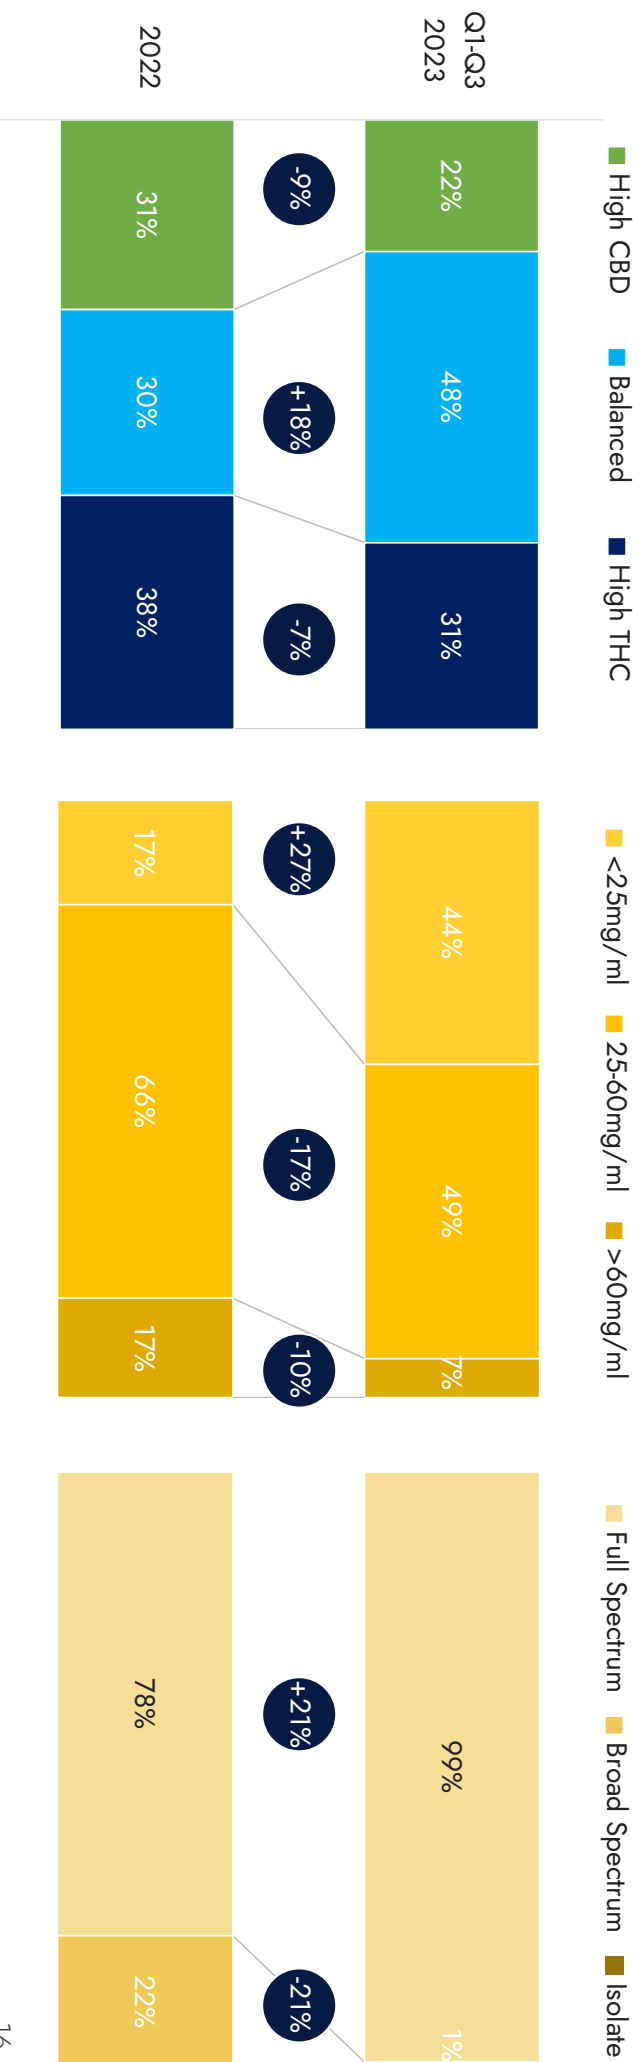 High CBD
Balanced
High THC
<25mg/ml
25-60mg/ml
>60mg/ml
Full Spectrum
Broad Spectrum
Isolate
Q1-Q3
2023
22%
48%
31%
44%
49%
7%
99%
1%
-9%
+18%
-7%
+27%
-17%
-10%
+21%
-21%
2022
31%
30%
38%
17%
66%
17%
78%
22%
16